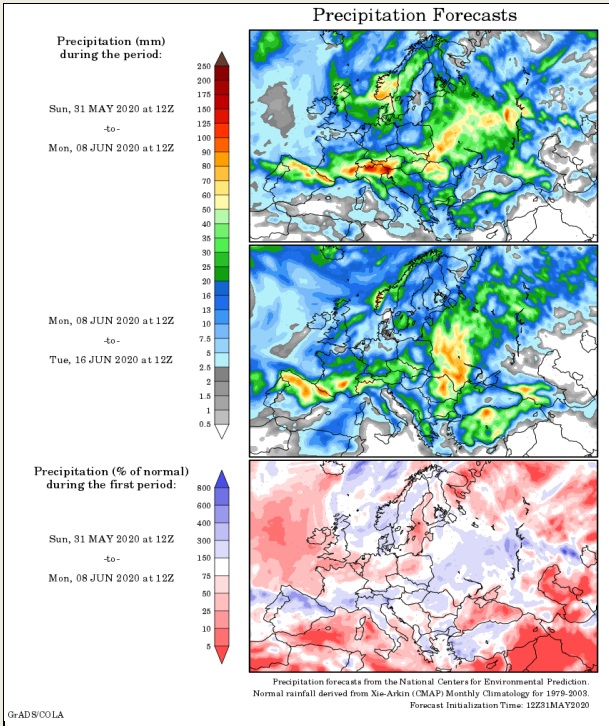 Precipitation Forecasts
Precipitation (mm)
during the period:
Sun, 31 MAY 2020 at 12Z
-to-
Mon, 08 JUN 2020 at 12Z
250
200
175
150
125
100
90
80
70
60
50
40
35
30
25
20
16
13
10
7.5
5
2.5
2
1.5
1
0.5
Mon, 08 JUN 2020 at 12Z
-to-
Tue, 16 JUN 2020 at 12Z
Precipitation (% of normal)
during the first period:
Sun, 31 MAY 2020 at 12Z
-to-
Mon, 08 JUN 2020 at 12Z
800
600
400
300
150
75
50
25
10
5
Precipitation forecasts from the National Centers for Environmental Prediction.
Normal rainfall derived from Xie-Arkin (CMAP) Monthly Climatology for 1979-2003.
Forecast Initialization Time: 12Z31MAY2020
GrADS/COLA